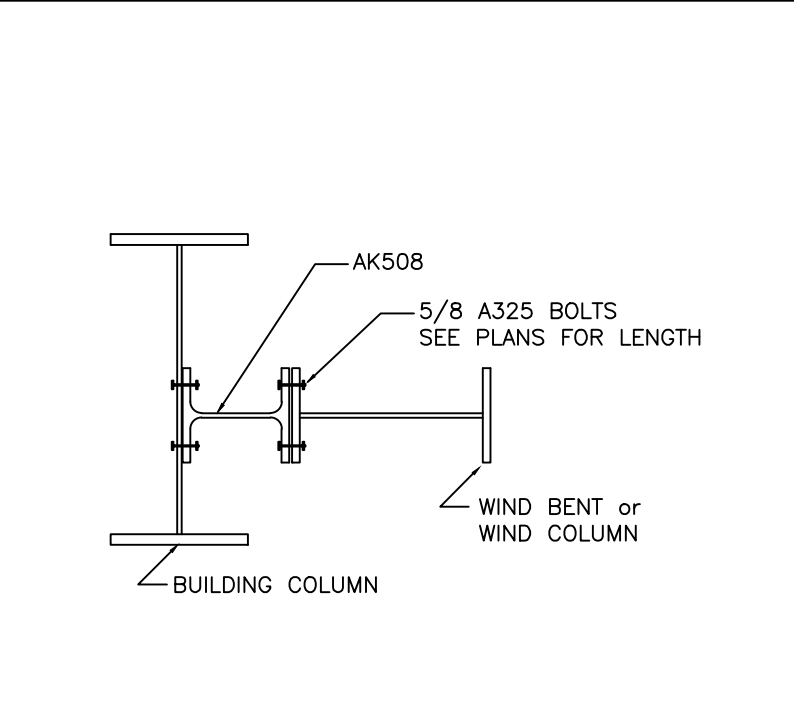 AK508
5/8 A325 BOLTS
SEE PLANS FOR LENGTH
WIND BENT or
WIND COLUMN
BUILDING COLUMN